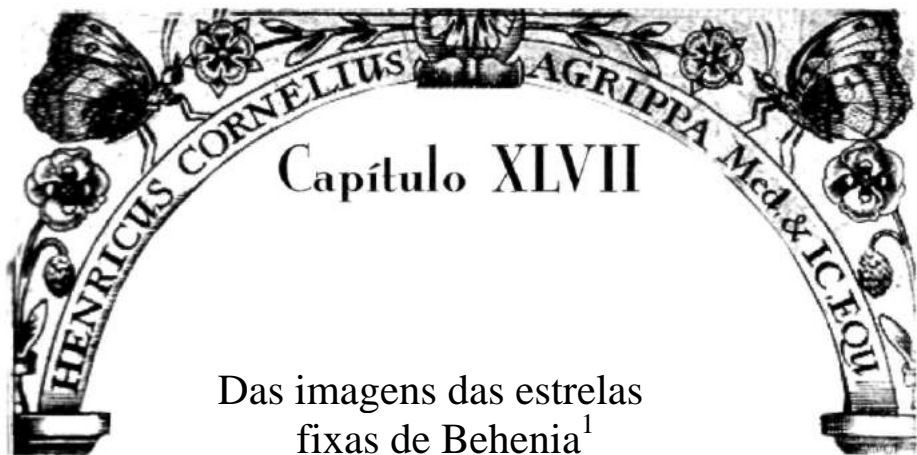 HENRICUS CORNELIUS AGRIPPA Med. & IC. EQU
Capítulo XLVII
Das imagens das estrelas
fixas de Behenia¹